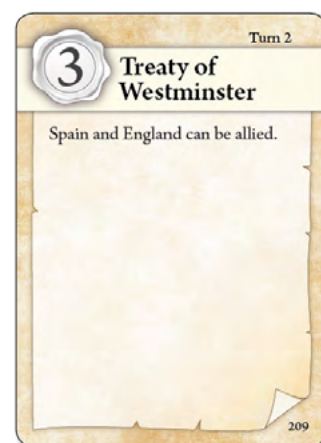 Turn 2
3
Treaty of
Westminster
Spain and England can be allied.
209